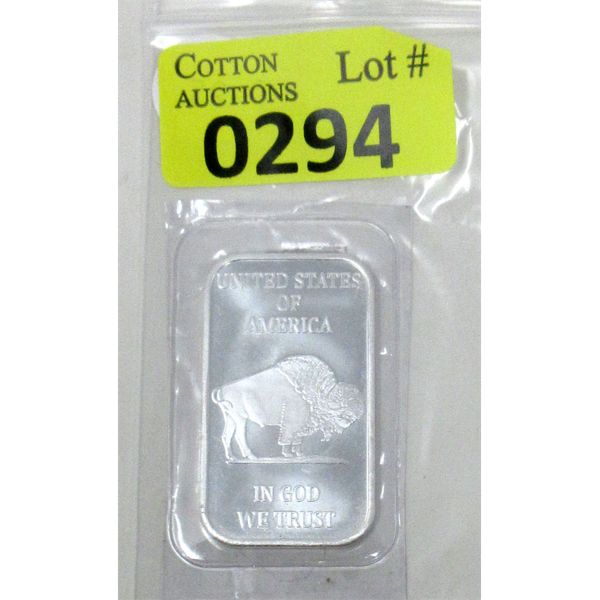 COTTON
AUCTIONS
Lot #
0294
UNITED STATES
OF
AMERICA
IN GOD
WE TRUST